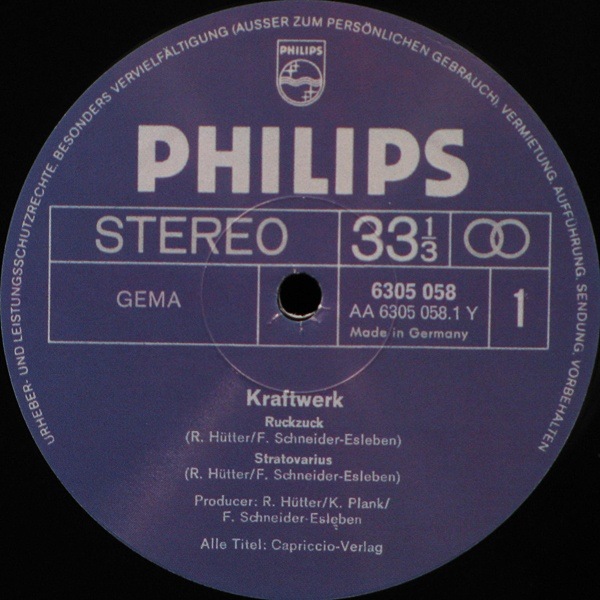 URHEBER- UND LEISTUNGSSCHUTZRECHTE. BESONDERS VERVIELFÄLTIGUNG (AUSSER ZUM PERSÖNLICHEN GEBRAUCH), VERMIETUNG, AUFFÜHRUNG, SENDUNG, VORBEHALTEN
PHILIPS
PHILIPS
STEREO 33 1/3
GEMA 6305 058 1
AA 6305 058.1 Y
Made in Germany
Kraftwerk
Ruckzuck
(R. Hütter/F. Schneider-Esleben)
Stratovarius
(R. Hütter/F. Schneider-Esleben)
Producer: R. Hütter/K. Plank/
F. Schneider-Esleben
Alle Titel: Capriccio-Verlag